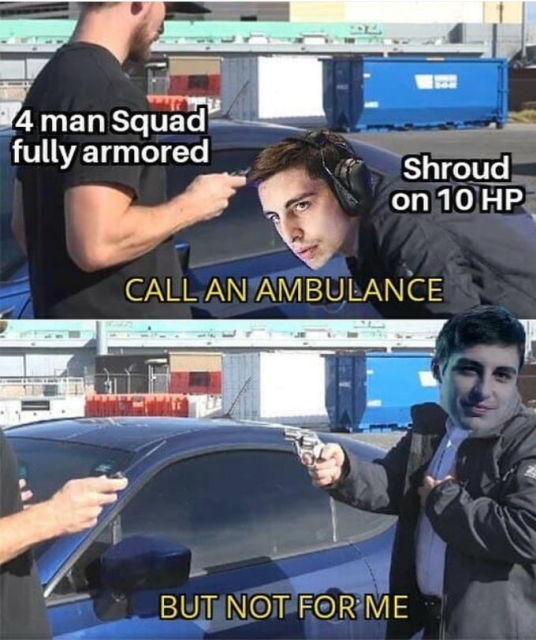 4 man Squad
fully armored
Shroud
on 10 HP
CALL AN AMBULANCE
BUT NOT FOR ME